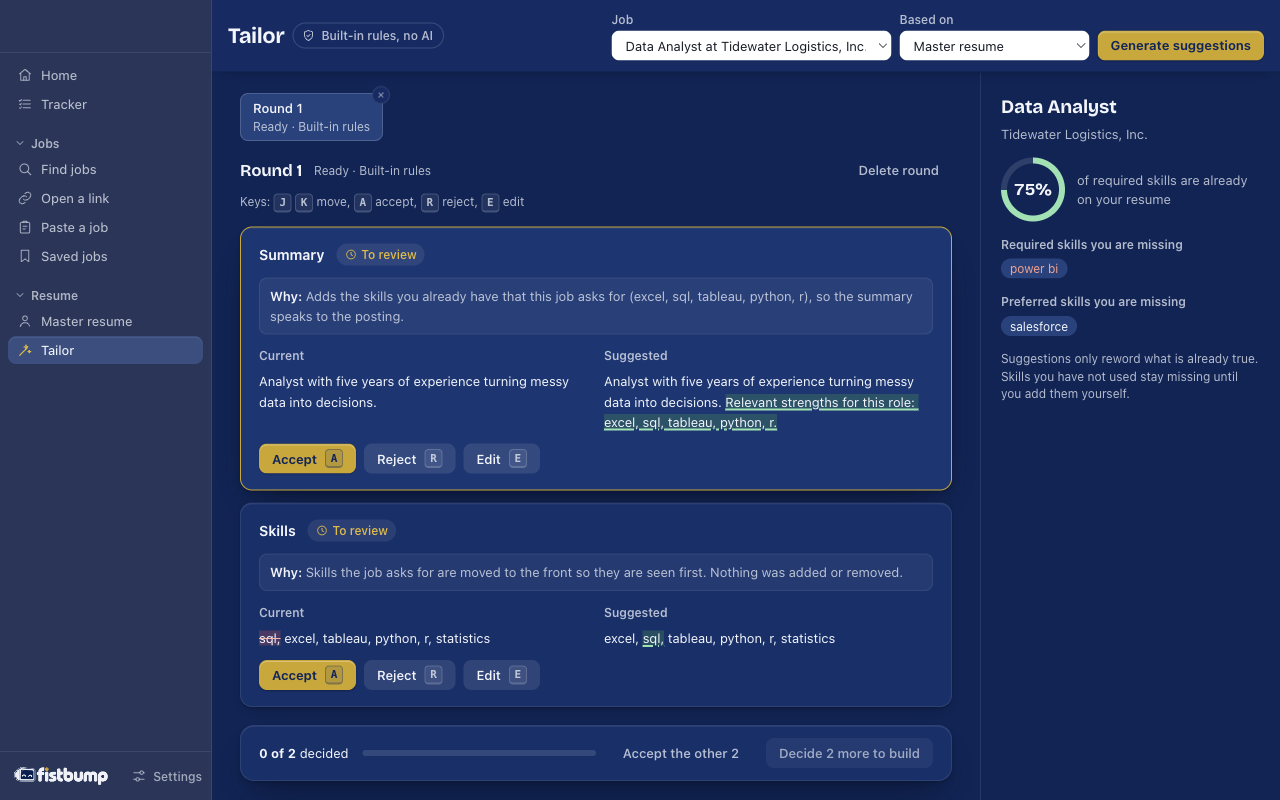 Home
Tracker
Jobs
Find jobs
Open a link
Paste a job
Saved jobs
Resume
Master resume
Tailor
fistbump
Settings
Tailor
Built-in rules, no AI
Job
Data Analyst at Tidewater Logistics, Inc.
Based on
Master resume
Generate suggestions
Round 1
Ready · Built-in rules
×
Round 1 Ready · Built-in rules
Delete round
Keys: J K move, A accept, R reject, E edit
Summary
To review
Why: Adds the skills you already have that this job asks for (excel, sql, tableau, python, r), so the summary
speaks to the posting.
Current
Analyst with five years of experience turning messy
data into decisions.
Suggested
Analyst with five years of experience turning messy
data into decisions. Relevant strengths for this role:
excel, sql, tableau, python, r.
Accept A
Reject R
Edit E
Skills
To review
Why: Skills the job asks for are moved to the front so they are seen first. Nothing was added or removed.
Current
sql, excel, tableau, python, r, statistics
Suggested
excel, sql, tableau, python, r, statistics
Accept A
Reject R
Edit E
0 of 2 decided
Accept the other 2
Decide 2 more to build
Data Analyst
Tidewater Logistics, Inc.
75%
of required skills are already
on your resume
Required skills you are missing
power bi
Preferred skills you are missing
salesforce
Suggestions only reword what is already true.
Skills you have not used stay missing until
you add them yourself.